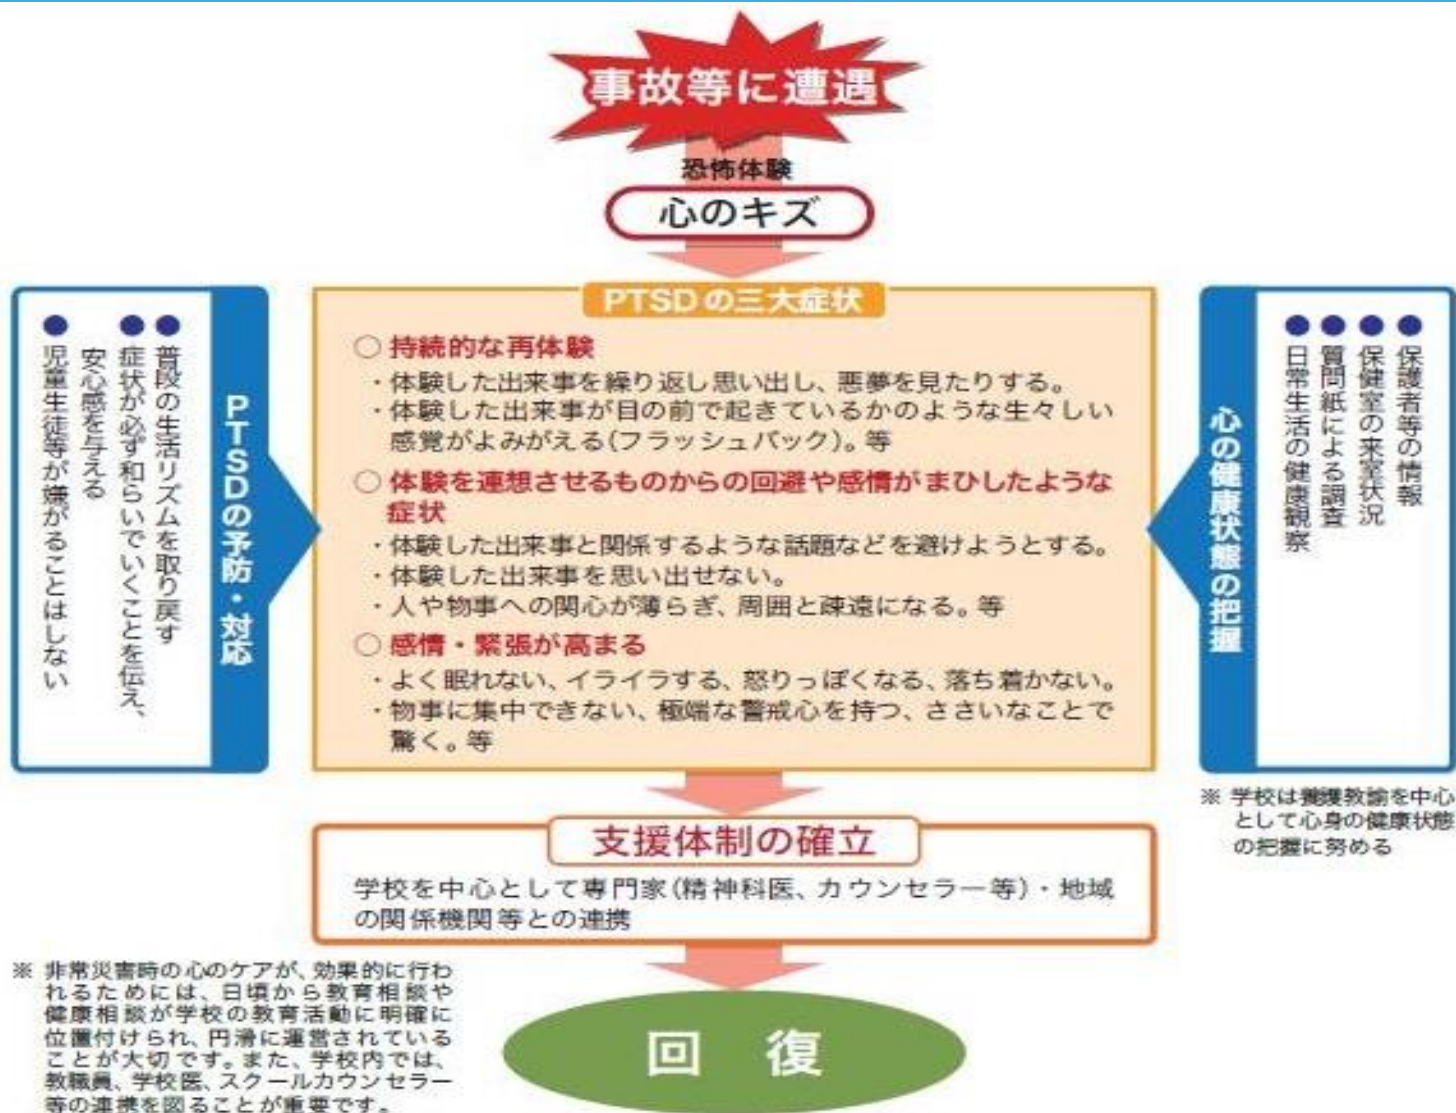 事故等に遭遇
恐怖体験
心のキズ
PTSDの予防・対応
● 普段の生活リズムを取り戻す
● 症状が必ず和らいでいくことを伝え、
安心感を与える
● 児童生徒等が嫌がることはしない
PTSDの三大症状
○ 持続的な再体験
・体験した出来事を繰り返し思い出し、悪夢を見たりする。
・体験した出来事が目の前で起きているかのような生々しい
感覚がよみがえる(フラッシュバック)。等
○ 体験を連想させるものからの回避や感情がまひしたような
症状
・体験した出来事と関係するような話題などを避けようとする。
・体験した出来事を思い出せない。
・人や物事への関心が薄らぎ、周囲と疎遠になる。等
○ 感情・緊張が高まる
・よく眠れない、イライラする、怒りっぽくなる、落ち着かない。
・物事に集中できない、極端な警戒心を持つ、ささいなことで
驚く。等
心の健康状態の把握
● 保護者等の情報
● 保健室の来室状況
● 質問紙による調査
● 日常生活の健康観察
※ 学校は養護教諭を中心
として心身の健康状態
の把握に努める
支援体制の確立
学校を中心として専門家(精神科医、カウンセラー等)・地域
の関係機関等との連携
回 復
※ 非常災害時の心のケアが、効果的に行わ
れるためには、日頃から教育相談や
健康相談が学校の教育活動に明確に
位置付けられ、円滑に運営されている
ことが大切です。また、学校内では、
教職員、学校医、スクールカウンセラー
等の連携を図ることが重要です。